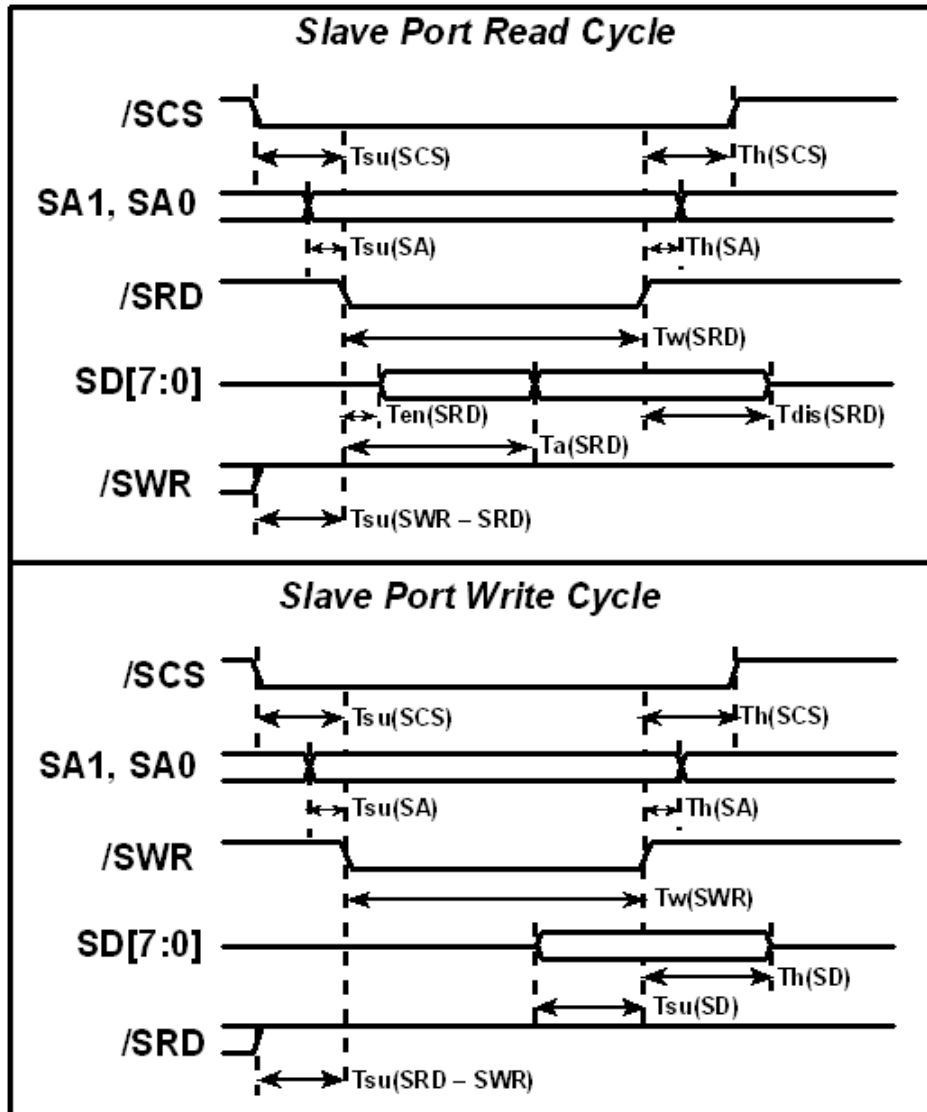 Slave Port Read Cycle
/SCS
Tsu(SCS)
Th(SCS)
SA1, SA0
Tsu(SA)
Th(SA)
/SRD
Tw(SRD)
SD[7:0]
Ten(SRD)
Tdis(SRD)
Ta(SRD)
/SWR
Tsu(SWR – SRD)
Slave Port Write Cycle
/SCS
Tsu(SCS)
Th(SCS)
SA1, SA0
Tsu(SA)
Th(SA)
/SWR
Tw(SWR)
SD[7:0]
Th(SD)
Tsu(SD)
/SRD
Tsu(SRD – SWR)